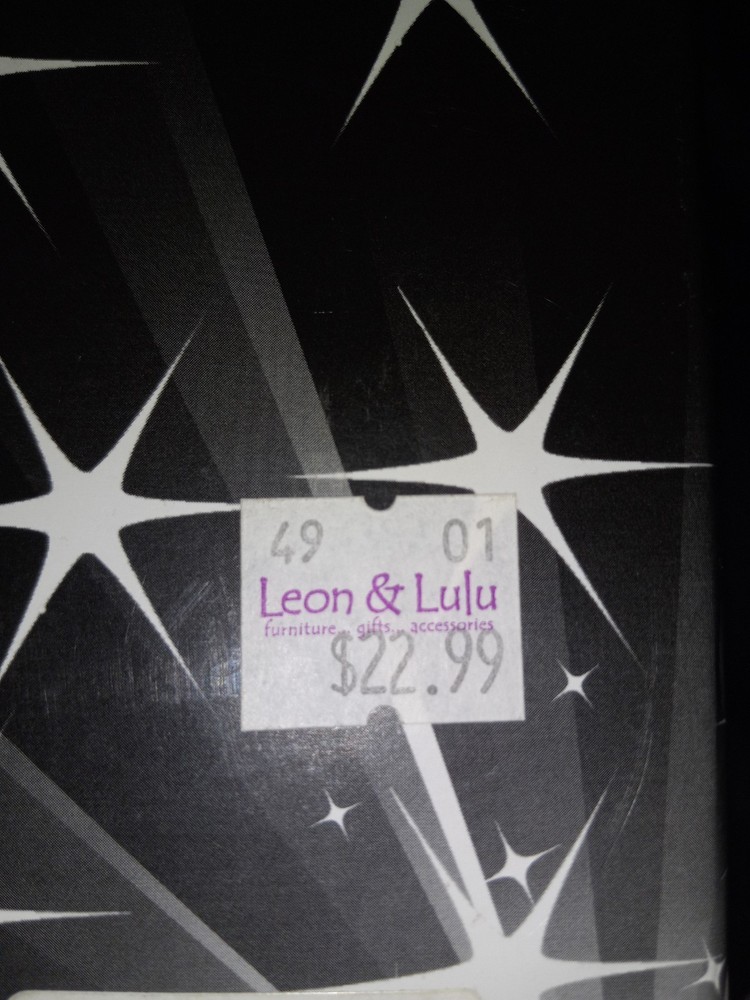 49 01
Leon & Lulu
furniture... gifts... accessories
$22.99